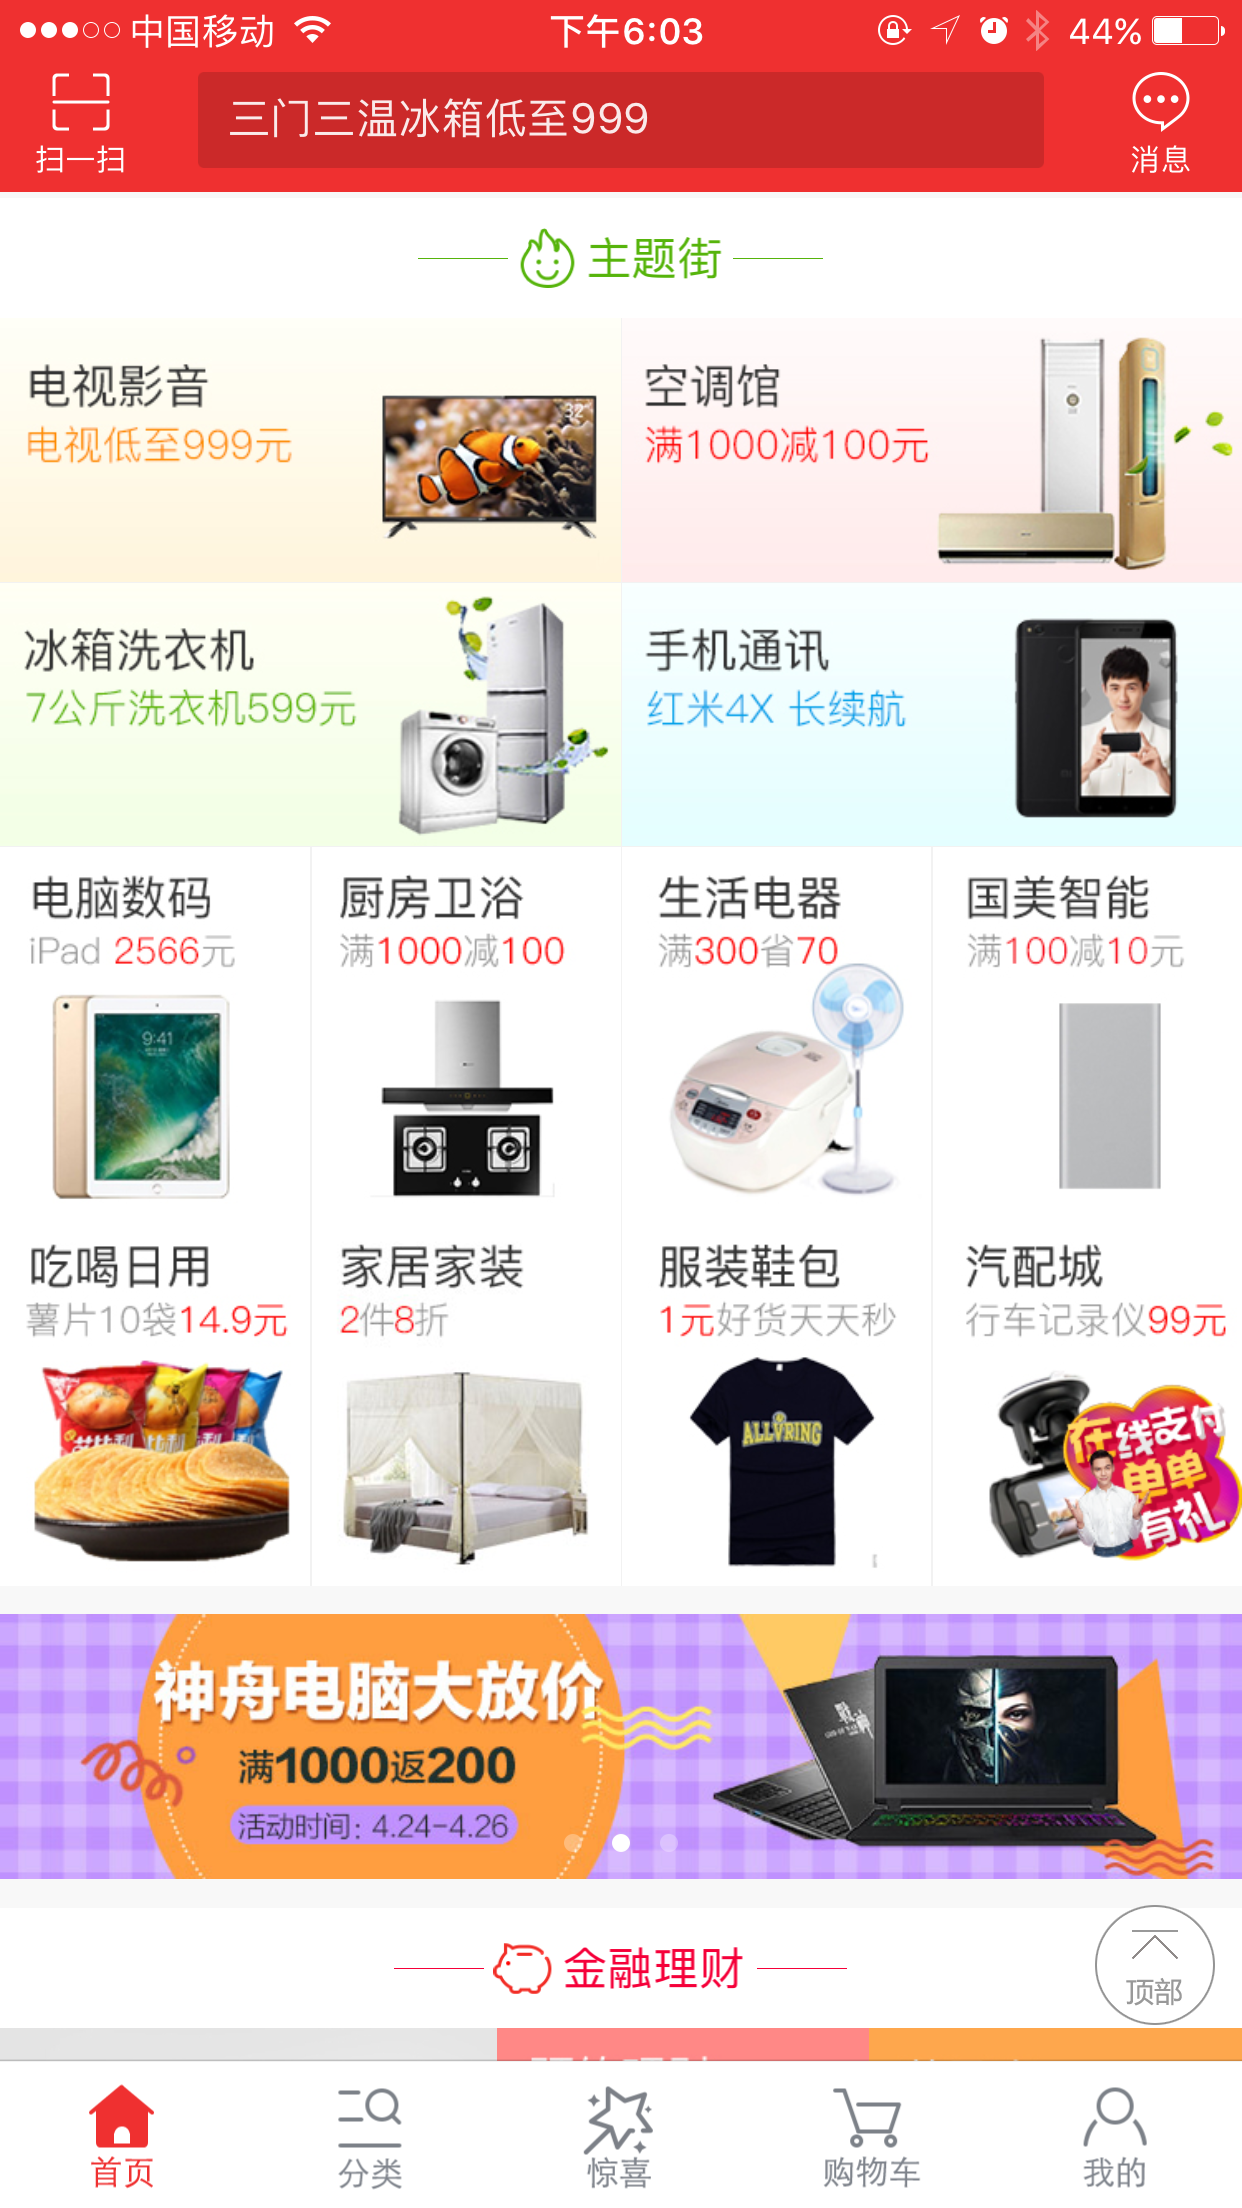 中国移动
下午6:03
44%
扫一扫
三门三温冰箱低至999
消息
主题街
电视影音
电视低至999元
32"
空调馆
满1000减100元
冰箱洗衣机
7公斤洗衣机599元
手机通讯
红米4X 长续航
电脑数码
iPad 2566元
9:41
厨房卫浴
满1000减100
生活电器
满300省70
国美智能
满100减10元
吃喝日用
薯片10袋14.9元
家居家装
2件8折
服装鞋包
1元好货天天秒
ALLVRING
汽配城
行车记录仪99元
在线支付
单单
有礼
神舟电脑大放价
满1000返200
活动时间：4.24-4.26
战神
GOD OF WAR
金融理财
顶部
首页
分类
惊喜
购物车
我的